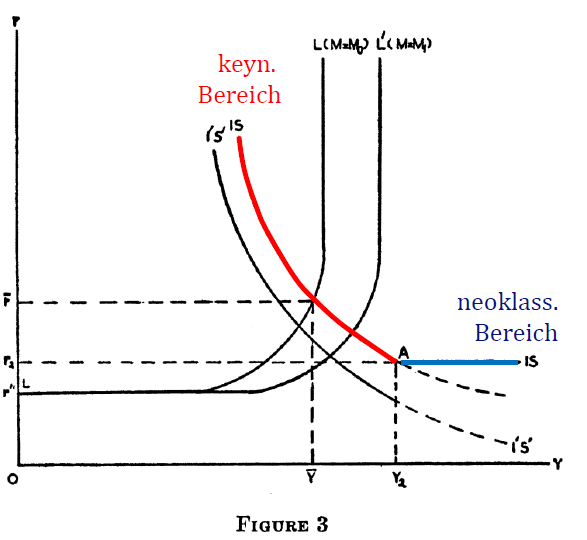 r
L(M=M₀) L'(M=M₁)
keyn.
Bereich
I'S' IS
r̄
neoklass.
Bereich
r₂
A
IS
r" L
I'S'
O
Ȳ
Y₂
Y
FIGURE 3